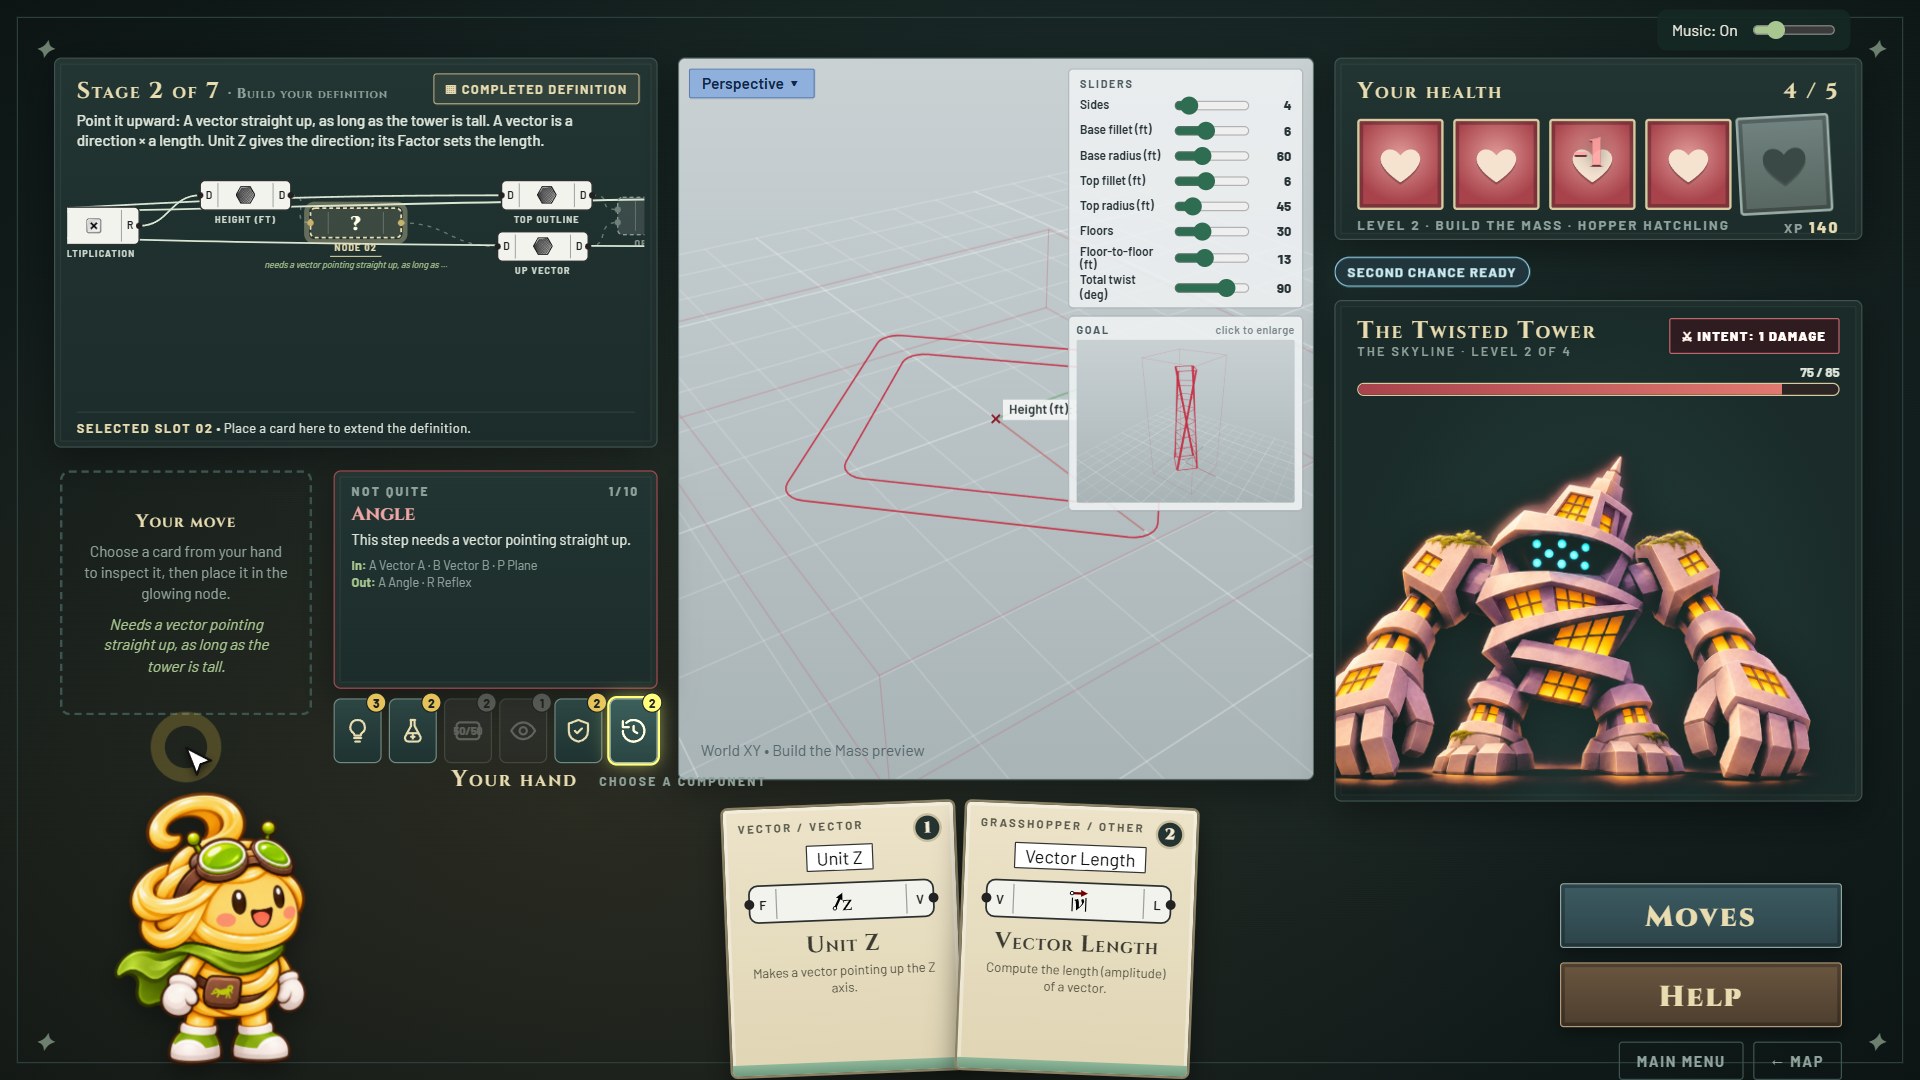 Music: On
STAGE 2 OF 7 · BUILD YOUR DEFINITION
COMPLETED DEFINITION
Point it upward: A vector straight up, as long as the tower is tall. A vector is a
direction × a length. Unit Z gives the direction; its Factor sets the length.
R
LTIPLICATION
D D
HEIGHT (FT)
?
NODE 02
needs a vector pointing straight up, as long as ...
D D
TOP OUTLINE
D D
UP VECTOR
SELECTED SLOT 02 • Place a card here to extend the definition.
YOUR MOVE
Choose a card from your hand
to inspect it, then place it in the
glowing node.
Needs a vector pointing
straight up, as long as the
tower is tall.
NOT QUITE 1/10
ANGLE
This step needs a vector pointing straight up.
In: A Vector A · B Vector B · P Plane
Out: A Angle · R Reflex
3 2 2 1 2 2
50/50
YOUR HAND CHOOSE A COMPONENT
Perspective ▾
SLIDERS
Sides 4
Base fillet (ft) 6
Base radius (ft) 60
Top fillet (ft) 6
Top radius (ft) 45
Floors 30
Floor-to-floor
(ft) 13
Total twist
(deg) 90
GOAL click to enlarge
Height (ft)
World XY • Build the Mass preview
VECTOR / VECTOR 1
Unit Z
F Z V
UNIT Z
Makes a vector pointing up the Z
axis.
GRASSHOPPER / OTHER 2
Vector Length
V |v| L
VECTOR LENGTH
Compute the length (amplitude)
of a vector.
YOUR HEALTH 4 / 5
-1
LEVEL 2 · BUILD THE MASS · HOPPER HATCHLING XP 140
SECOND CHANCE READY
THE TWISTED TOWER
THE SKYLINE · LEVEL 2 OF 4
INTENT: 1 DAMAGE
75 / 85
MOVES
HELP
MAIN MENU
← MAP